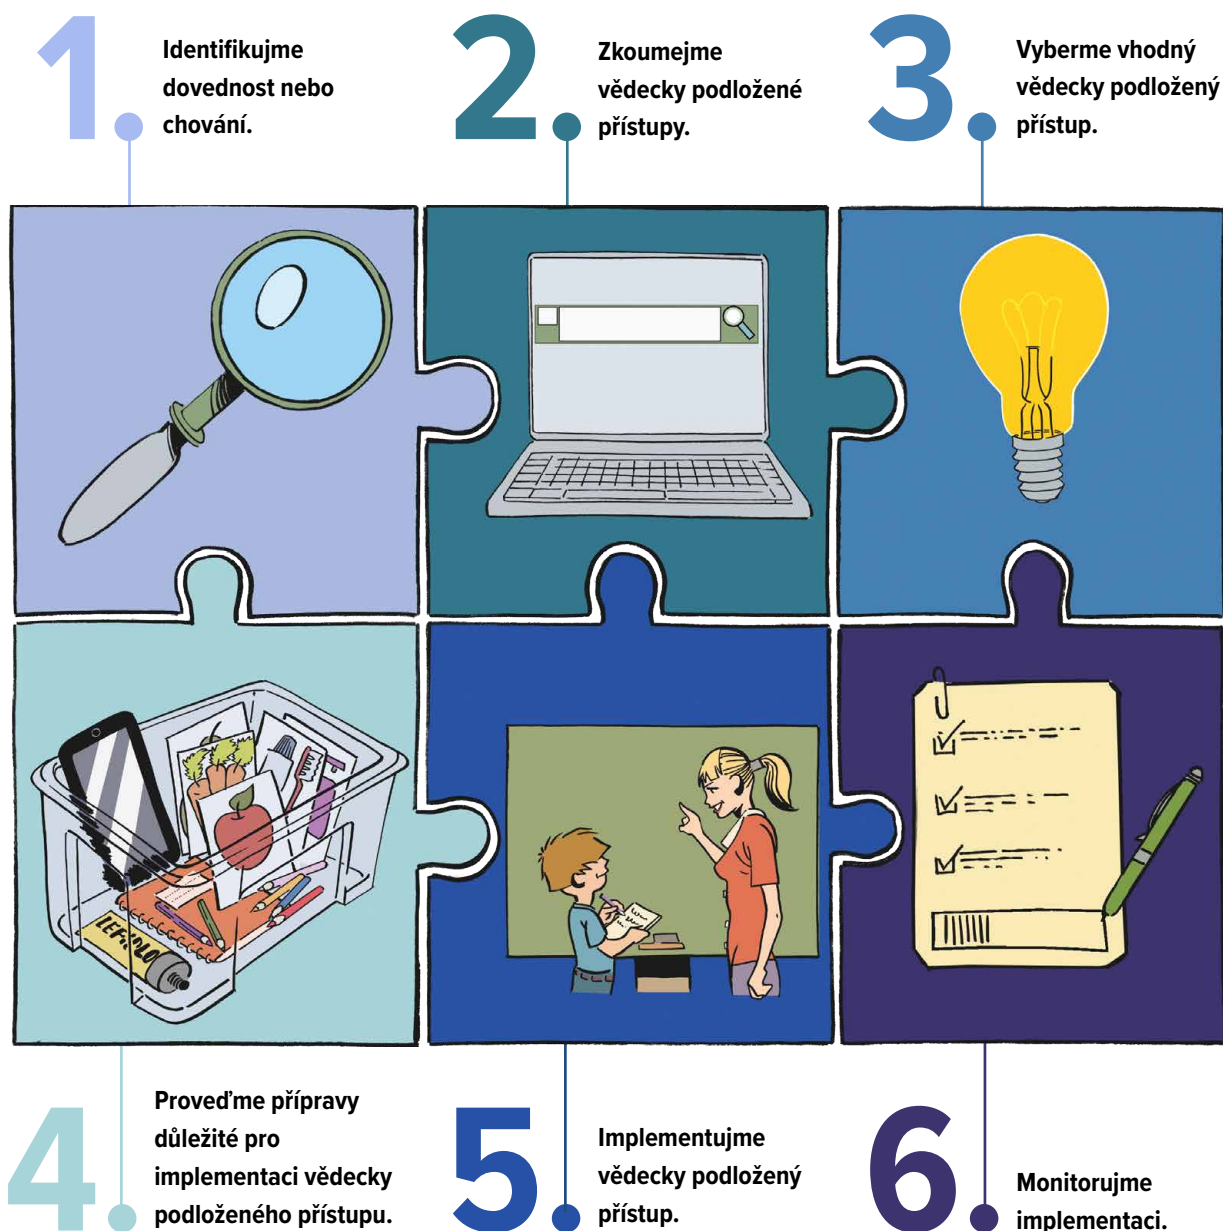 1.
Identifikujme
dovednost nebo
chování.
2.
Zkoumejme
vědecky podložené
přístupy.
3.
Vyberme vhodný
vědecky podložený
přístup.
4.
Proveďme přípravy
důležité pro
implementaci vědecky
podloženého přístupu.
5.
Implementujme
vědecky podložený
přístup.
6.
Monitorujme
implementaci.